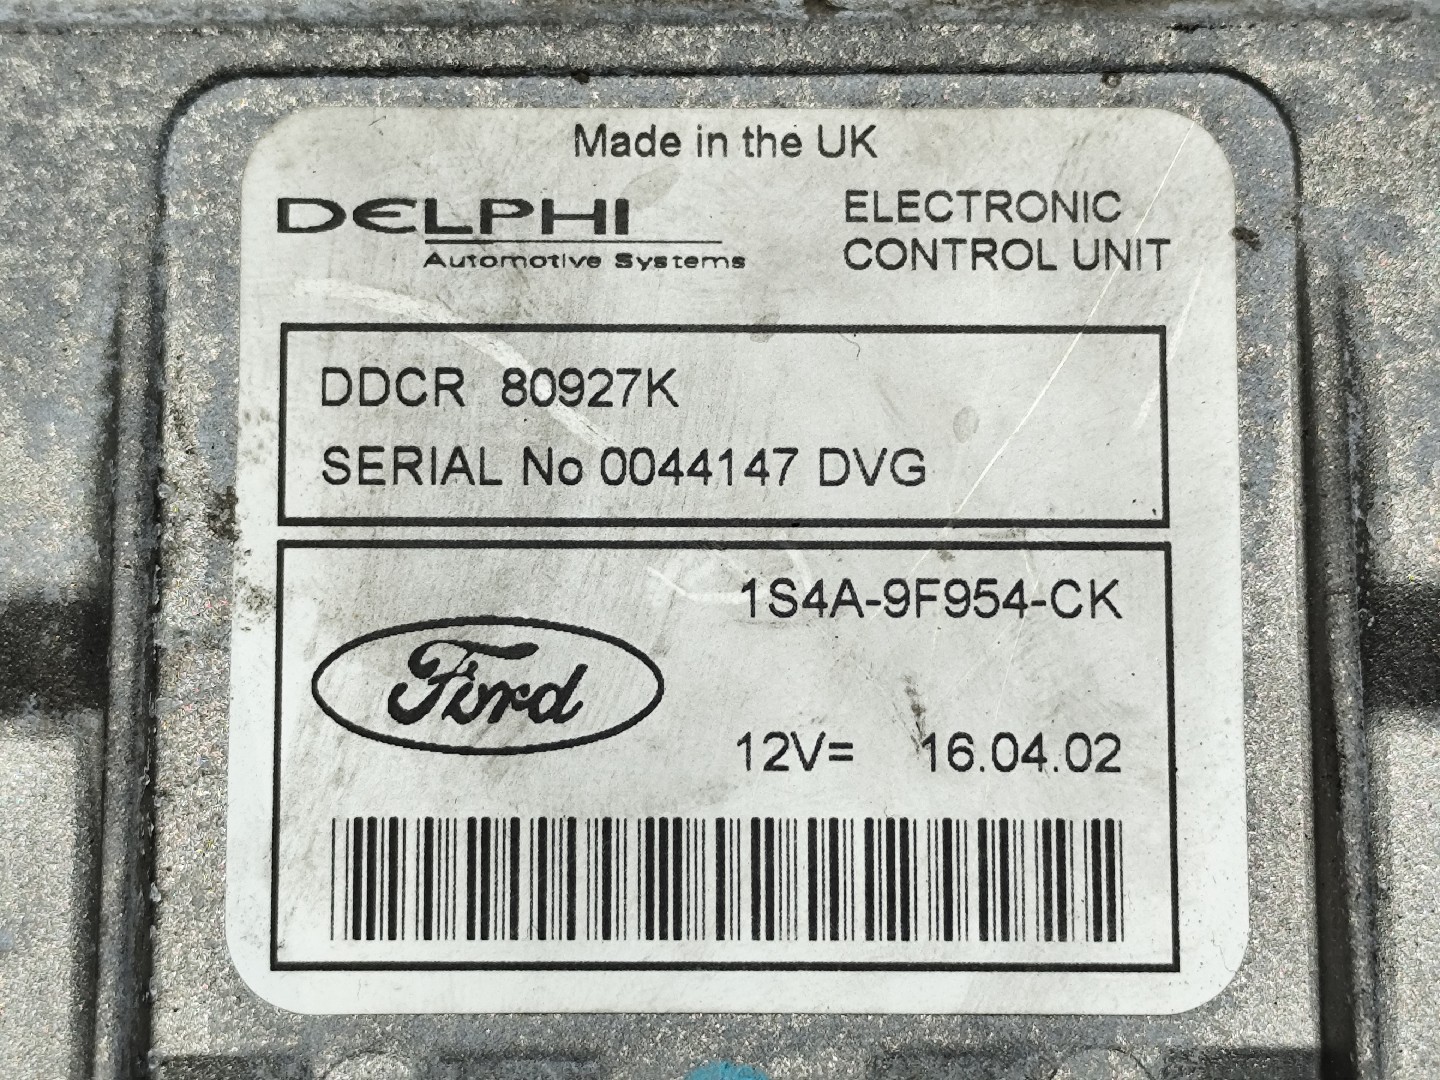 Made in the UK
DELPHI
Automotive Systems
ELECTRONIC
CONTROL UNIT
DDCR 80927K
SERIAL No 0044147 DVG
1S4A-9F954-CK
Ford
12V= 16.04.02